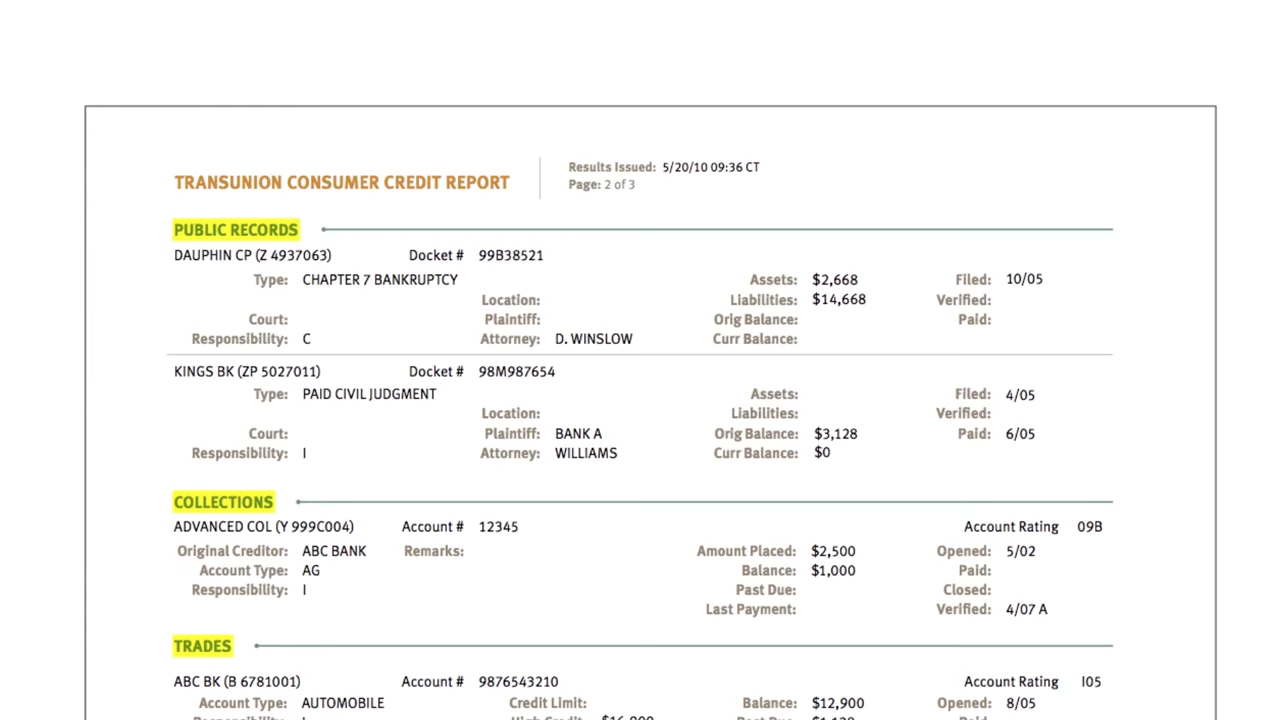 TRANSUNION CONSUMER CREDIT REPORT
Results Issued: 5/20/10 09:36 CT
Page: 2 of 3
PUBLIC RECORDS
DAUPHIN CP (Z 4937063) Docket # 99B38521
Type: CHAPTER 7 BANKRUPTCY Assets: $2,668 Filed: 10/05
Location: Liabilities: $14,668 Verified:
Court: Plaintiff: Orig Balance: Paid:
Responsibility: C Attorney: D. WINSLOW Curr Balance:
KINGS BK (ZP 5027011) Docket # 98M987654
Type: PAID CIVIL JUDGMENT Assets: Filed: 4/05
Location: Liabilities: Verified:
Court: Plaintiff: BANK A Orig Balance: $3,128 Paid: 6/05
Responsibility: I Attorney: WILLIAMS Curr Balance: $0
COLLECTIONS
ADVANCED COL (Y 999C004) Account # 12345 Account Rating 09B
Original Creditor: ABC BANK Remarks: Amount Placed: $2,500 Opened: 5/02
Account Type: AG Balance: $1,000 Paid:
Responsibility: I Past Due: Closed:
Last Payment: Verified: 4/07 A
TRADES
ABC BK (B 6781001) Account # 9876543210 Account Rating I05
Account Type: AUTOMOBILE Credit Limit: Balance: $12,900 Opened: 8/05